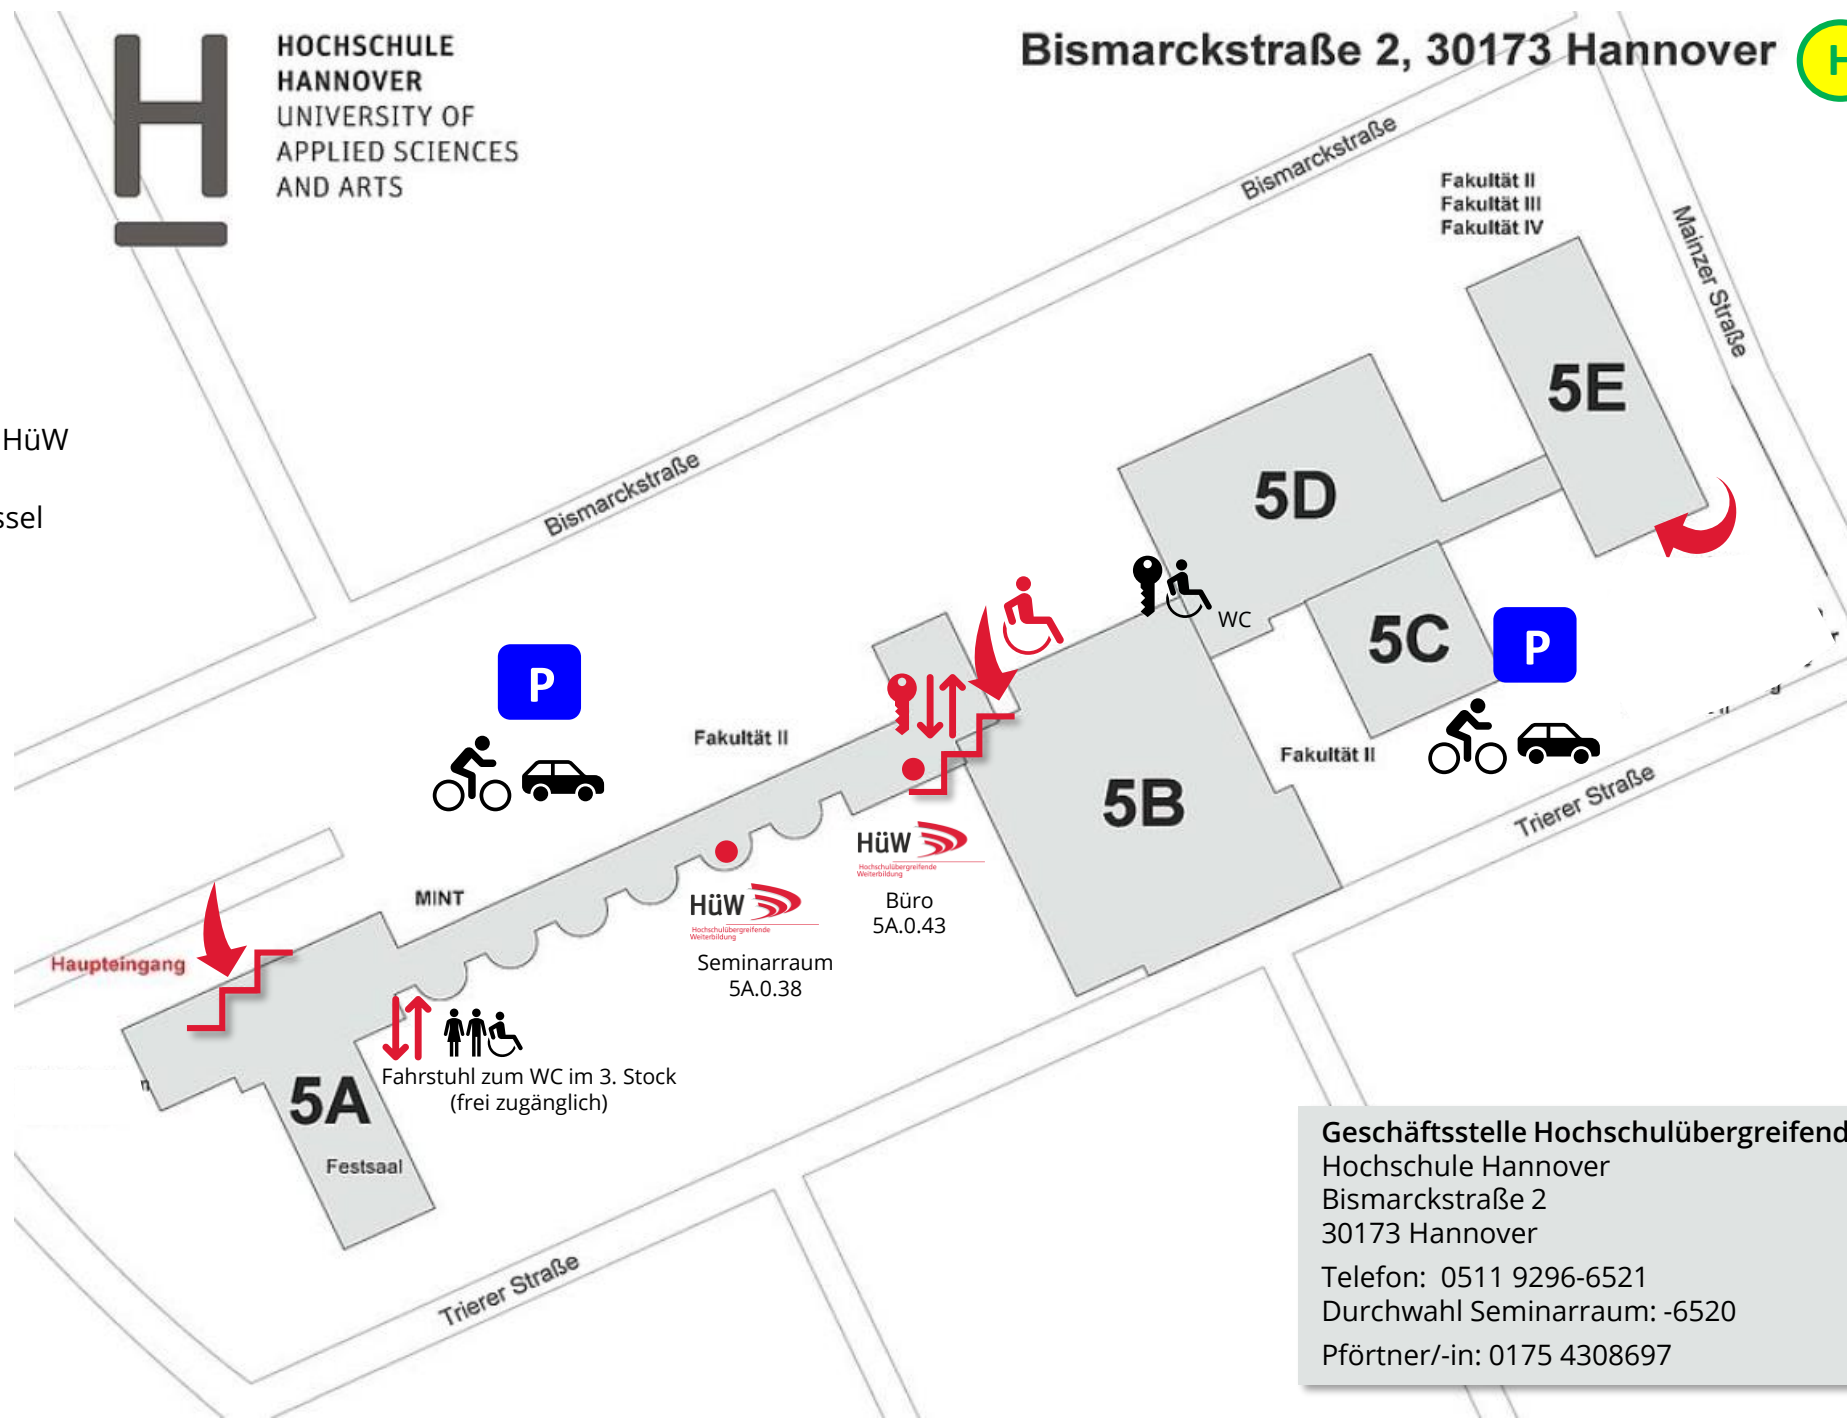 HOCHSCHULE
HANNOVER
UNIVERSITY OF
APPLIED SCIENCES
AND ARTS
Bismarckstraße 2, 30173 Hannover
H
Bismarckstraße
Fakultät II
Fakultät III
Fakultät IV
Mainzer Straße
5E
HüW
ssel
Bismarckstraße
5D
WC
5C
P
P
Fakultät II
Fakultät II
5B
Trierer Straße
HüW
Hochschulübergreifende
Weiterbildung
Büro
5A.0.43
MINT
HüW
Hochschulübergreifende
Weiterbildung
Seminarraum
5A.0.38
Haupteingang
Fahrstuhl zum WC im 3. Stock
(frei zugänglich)
5A
Festsaal
Trierer Straße
Geschäftsstelle Hochschulübergreifend
Hochschule Hannover
Bismarckstraße 2
30173 Hannover
Telefon: 0511 9296-6521
Durchwahl Seminarraum: -6520
Pförtner/-in: 0175 4308697